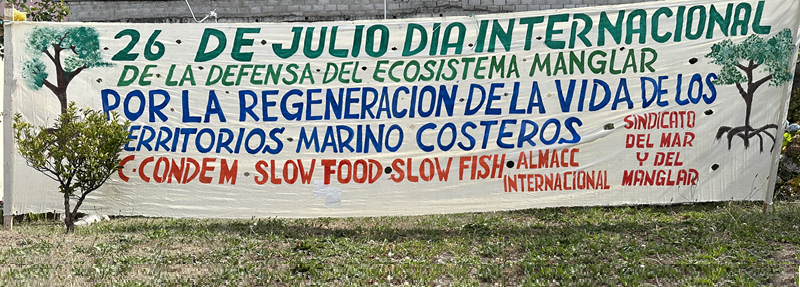 26 DE JULIO DIA INTERNACIONAL
DE LA DEFENSA DEL ECOSISTEMA MANGLAR
POR LA REGENERACION DE LA VIDA DE LOS
ERRITORIOS MARINO COSTEROS
C-CONDEM SLOW FOOD SLOW FISH
ALMACC
INTERNACIONAL
SINDICATO
DEL MAR
Y DEL
MANGLAR